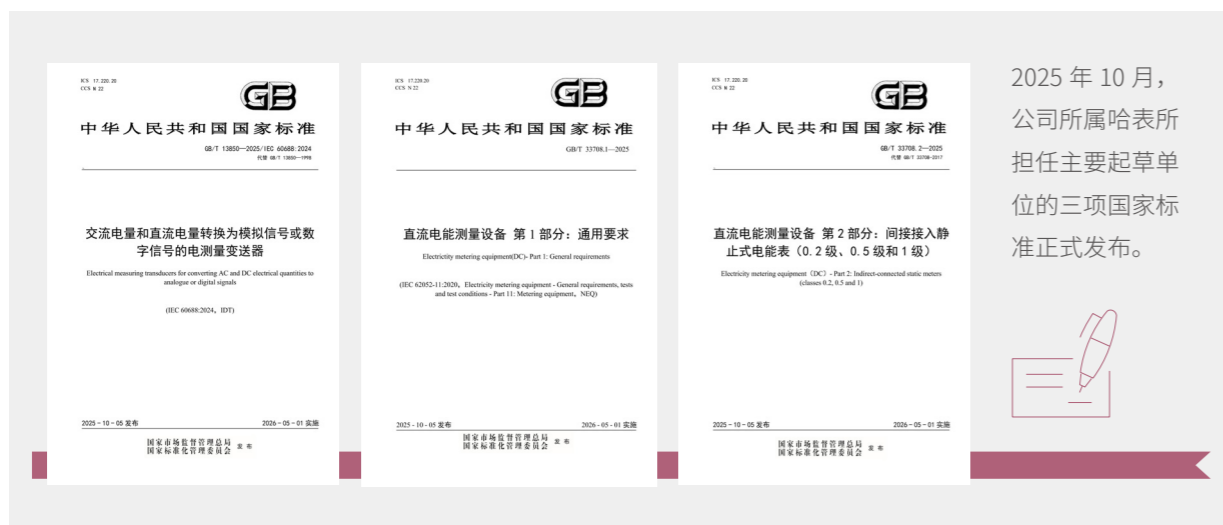 ICS 17.220.20
CCS N 22
GB
中华人民共和国国家标准
GB/T 13850—2025/IEC 60688:2024
代替 GB/T 13850—1998
交流电量和直流电量转换为模拟信号或数
字信号的电测量变送器
Electrical measuring transducers for converting AC and DC electrical quantities to
analogue or digital signals
(IEC 60688:2024，IDT)
2025-10-05 发布
2026-05-01 实施
国家市场监督管理总局
国家标准化管理委员会
发布
ICS 17.220.20
CCS N 22
GB
中华人民共和国国家标准
GB/T 33708.1—2025
直流电能测量设备 第 1 部分：通用要求
Electrictity metering equipment(DC)- Part 1: General requirements
(IEC 62052-11:2020，Electricity metering equipment - General requirements, tests
and test conditions - Part 11: Metering equipment，NEQ)
2025-10-05 发布
2026-05-01 实施
国家市场监督管理总局
国家标准化管理委员会
发布
ICS 17.220.20
CCS N 22
GB
中华人民共和国国家标准
GB/T 33708.2—2025
代替 GB/T 33708-2017
直流电能测量设备 第 2 部分：间接接入静
止式电能表（0.2 级、0.5 级和 1 级）
Electricity metering equipment（DC）- Part 2: Indirect-connected static meters
(classes 0.2, 0.5 and 1)
2025-10-05 发布
2026-05-01 实施
国家市场监督管理总局
国家标准化管理委员会
发布
2025 年 10 月，
公司所属哈表所
担任主要起草单
位的三项国家标
准正式发布。